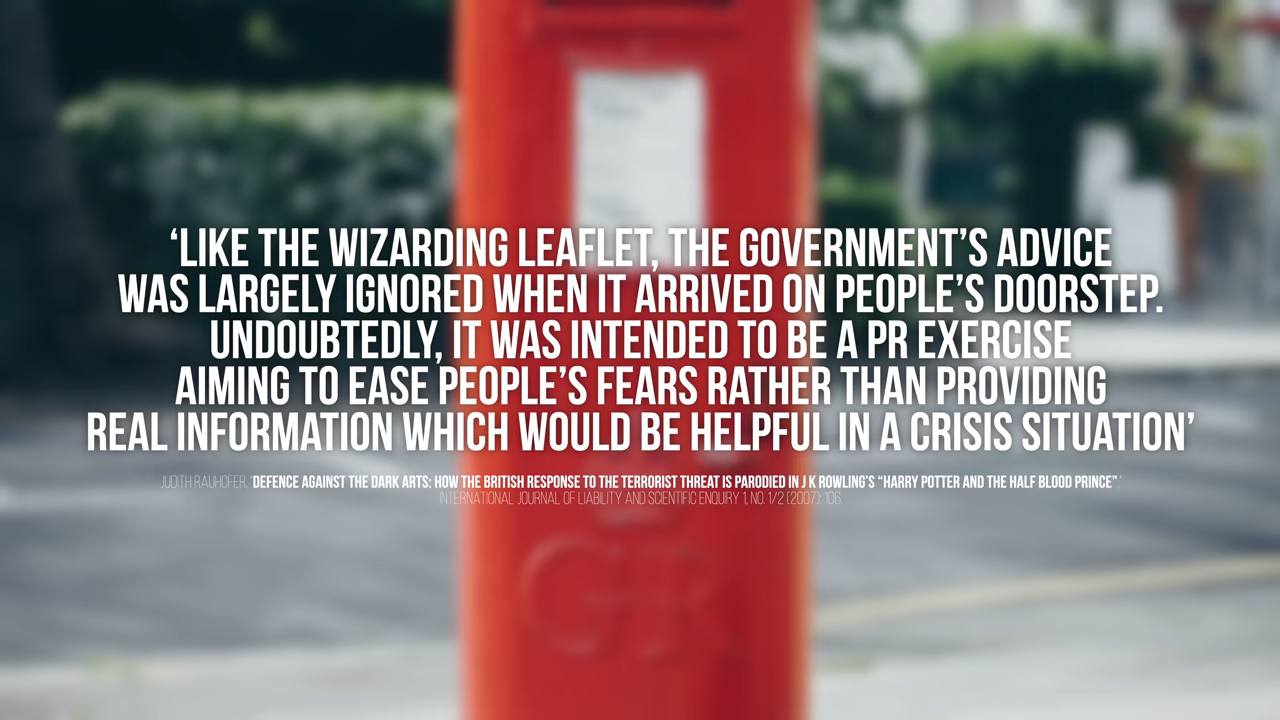 ‘LIKE THE WIZARDING LEAFLET, THE GOVERNMENT’S ADVICE
WAS LARGELY IGNORED WHEN IT ARRIVED ON PEOPLE’S DOORSTEP.
UNDOUBTEDLY, IT WAS INTENDED TO BE A PR EXERCISE
AIMING TO EASE PEOPLE’S FEARS RATHER THAN PROVIDING
REAL INFORMATION WHICH WOULD BE HELPFUL IN A CRISIS SITUATION’
JUDITH RAUHOFER, ‘DEFENCE AGAINST THE DARK ARTS: HOW THE BRITISH RESPONSE TO THE TERRORIST THREAT IS PARODIED IN J K ROWLING’S “HARRY POTTER AND THE HALF BLOOD PRINCE”,’
INTERNATIONAL JOURNAL OF LIABILITY AND SCIENTIFIC ENQUIRY 1, NO. 1/2 (2007): 106.
GR